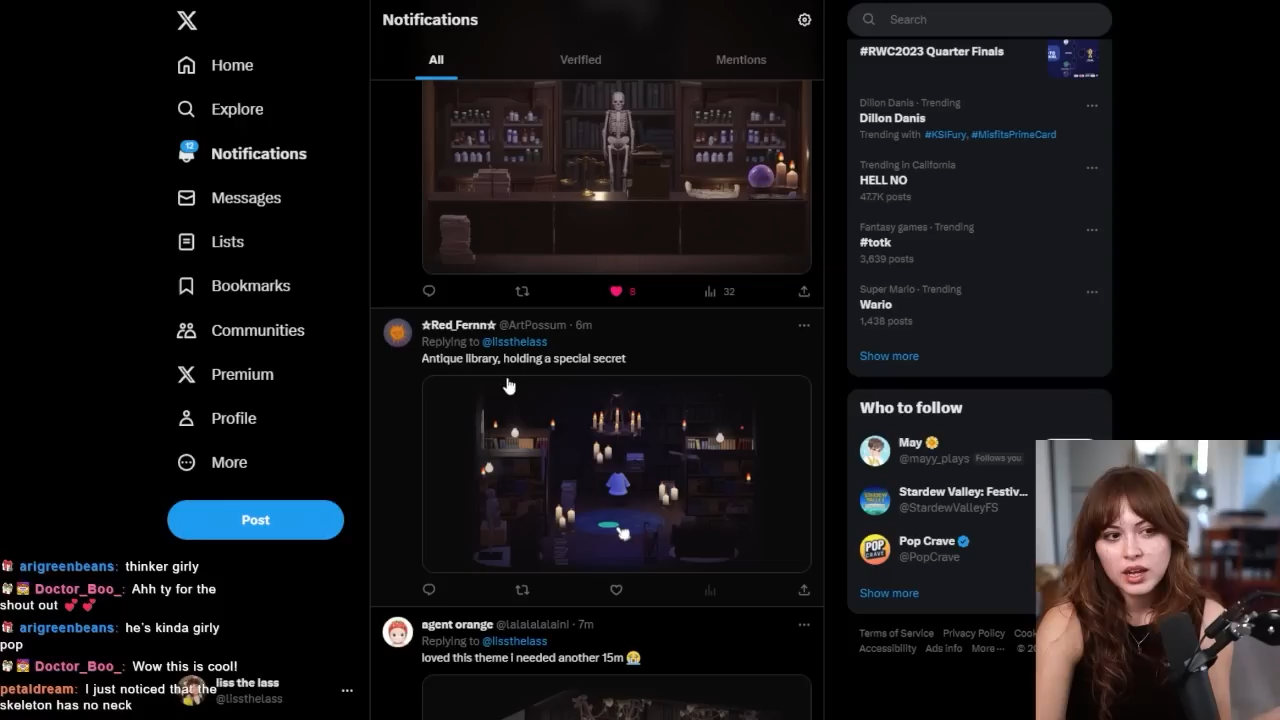 Home
Explore
12
Notifications
Messages
Lists
Bookmarks
Communities
Premium
Profile
More
Post
arigreenbeans: thinker girly
Doctor_Boo_: Ahh ty for the
shout out
arigreenbeans: he's kinda girly
pop
Doctor_Boo_: Wow this is cool!
petaldream: I just noticed that the
skeleton has no neck
liss the lass
@lissthelass
Notifications
All
Verified
Mentions
8
32
☆Red_Fernn☆ @ArtPossum · 6m
Replying to @lissthelass
Antique library, holding a special secret
agent orange @lalalalalaini · 7m
Replying to @lissthelass
loved this theme i needed another 15m
Search
#RWC2023 Quarter Finals
Dillon Danis · Trending
Dillon Danis
Trending with #KSIFury, #MisfitsPrimeCard
Trending in California
HELL NO
47.7K posts
Fantasy games · Trending
#totk
3,639 posts
Super Mario · Trending
Wario
1,438 posts
Show more
Who to follow
May
@mayy_plays Follows you
Stardew Valley: Festiv...
@StardewValleyFS
Pop Crave
@PopCrave
Show more
POP
CRAVE
Terms of Service Privacy Policy
Accessibility Ads info More